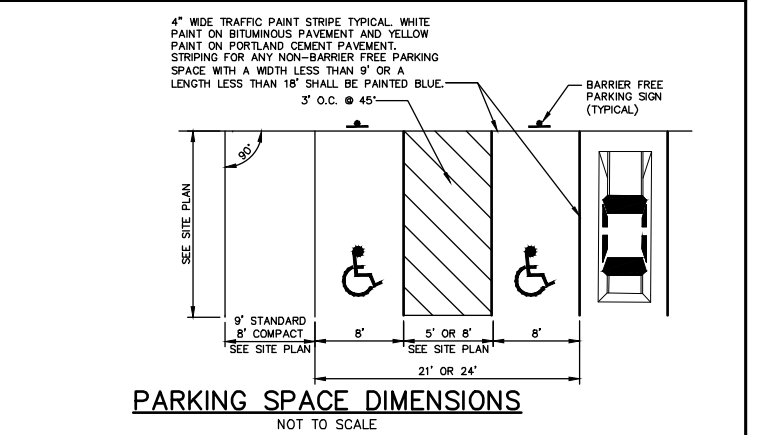 4" WIDE TRAFFIC PAINT STRIPE TYPICAL. WHITE
PAINT ON BITUMINOUS PAVEMENT AND YELLOW
PAINT ON PORTLAND CEMENT PAVEMENT.
STRIPING FOR ANY NON-BARRIER FREE PARKING
SPACE WITH A WIDTH LESS THAN 9' OR A
LENGTH LESS THAN 18' SHALL BE PAINTED BLUE.
3' O.C. @ 45°
BARRIER FREE
PARKING SIGN
(TYPICAL)
90°
SEE SITE PLAN
9' STANDARD
8' COMPACT
SEE SITE PLAN
8'
5' OR 8'
SEE SITE PLAN
8'
21' OR 24'
PARKING SPACE DIMENSIONS
NOT TO SCALE